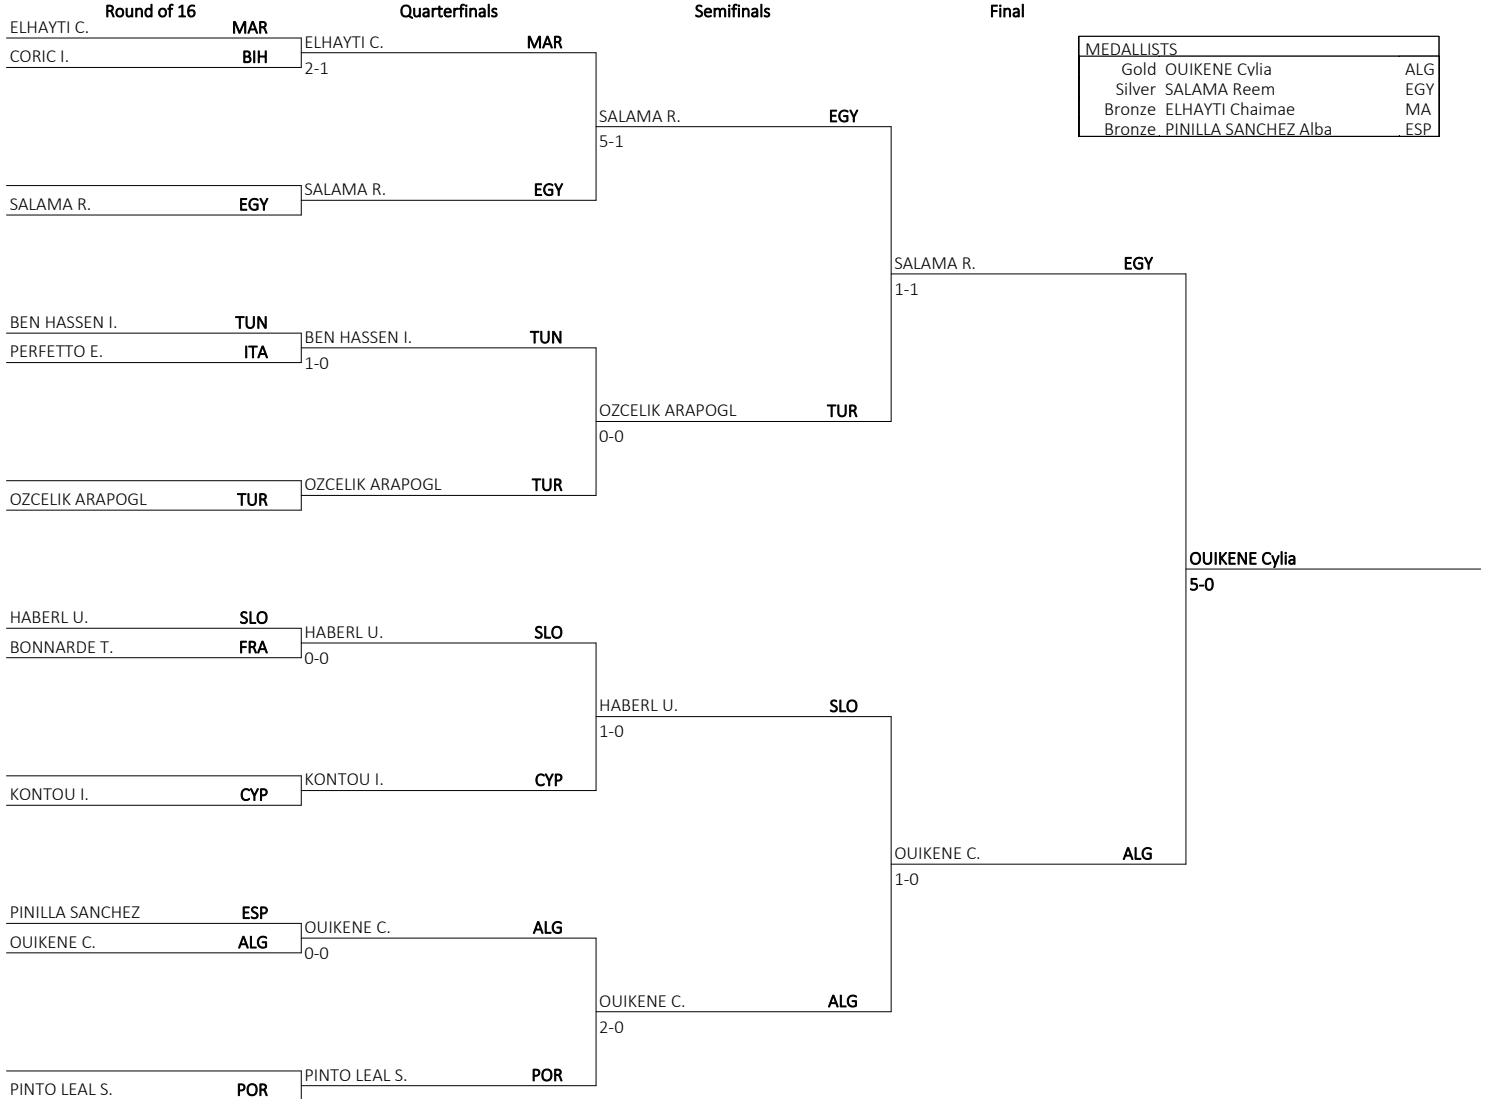 Round of 16 Quarterfinals Semifinals Final
ELHAYTI C. MAR
CORIC I. BIH
ELHAYTI C. MAR
2-1
MEDALLISTS
Gold OUIKENE Cylia ALG
Silver SALAMA Reem EGY
Bronze ELHAYTI Chaimae MA
Bronze PINILLA SANCHEZ Alba ESP
SALAMA R. EGY
5-1
SALAMA R. EGY
SALAMA R. EGY
SALAMA R. EGY
1-1
BEN HASSEN I. TUN
PERFETTO E. ITA
BEN HASSEN I. TUN
1-0
OZCELIK ARAPOGL TUR
0-0
OZCELIK ARAPOGL TUR
OZCELIK ARAPOGL TUR
OUIKENE Cylia
5-0
HABERL U. SLO
BONNARDE T. FRA
HABERL U. SLO
0-0
HABERL U. SLO
1-0
KONTOU I. CYP
KONTOU I. CYP
OUIKENE C. ALG
1-0
PINILLA SANCHEZ ESP
OUIKENE C. ALG
OUIKENE C. ALG
0-0
OUIKENE C. ALG
2-0
PINTO LEAL S. POR
PINTO LEAL S. POR